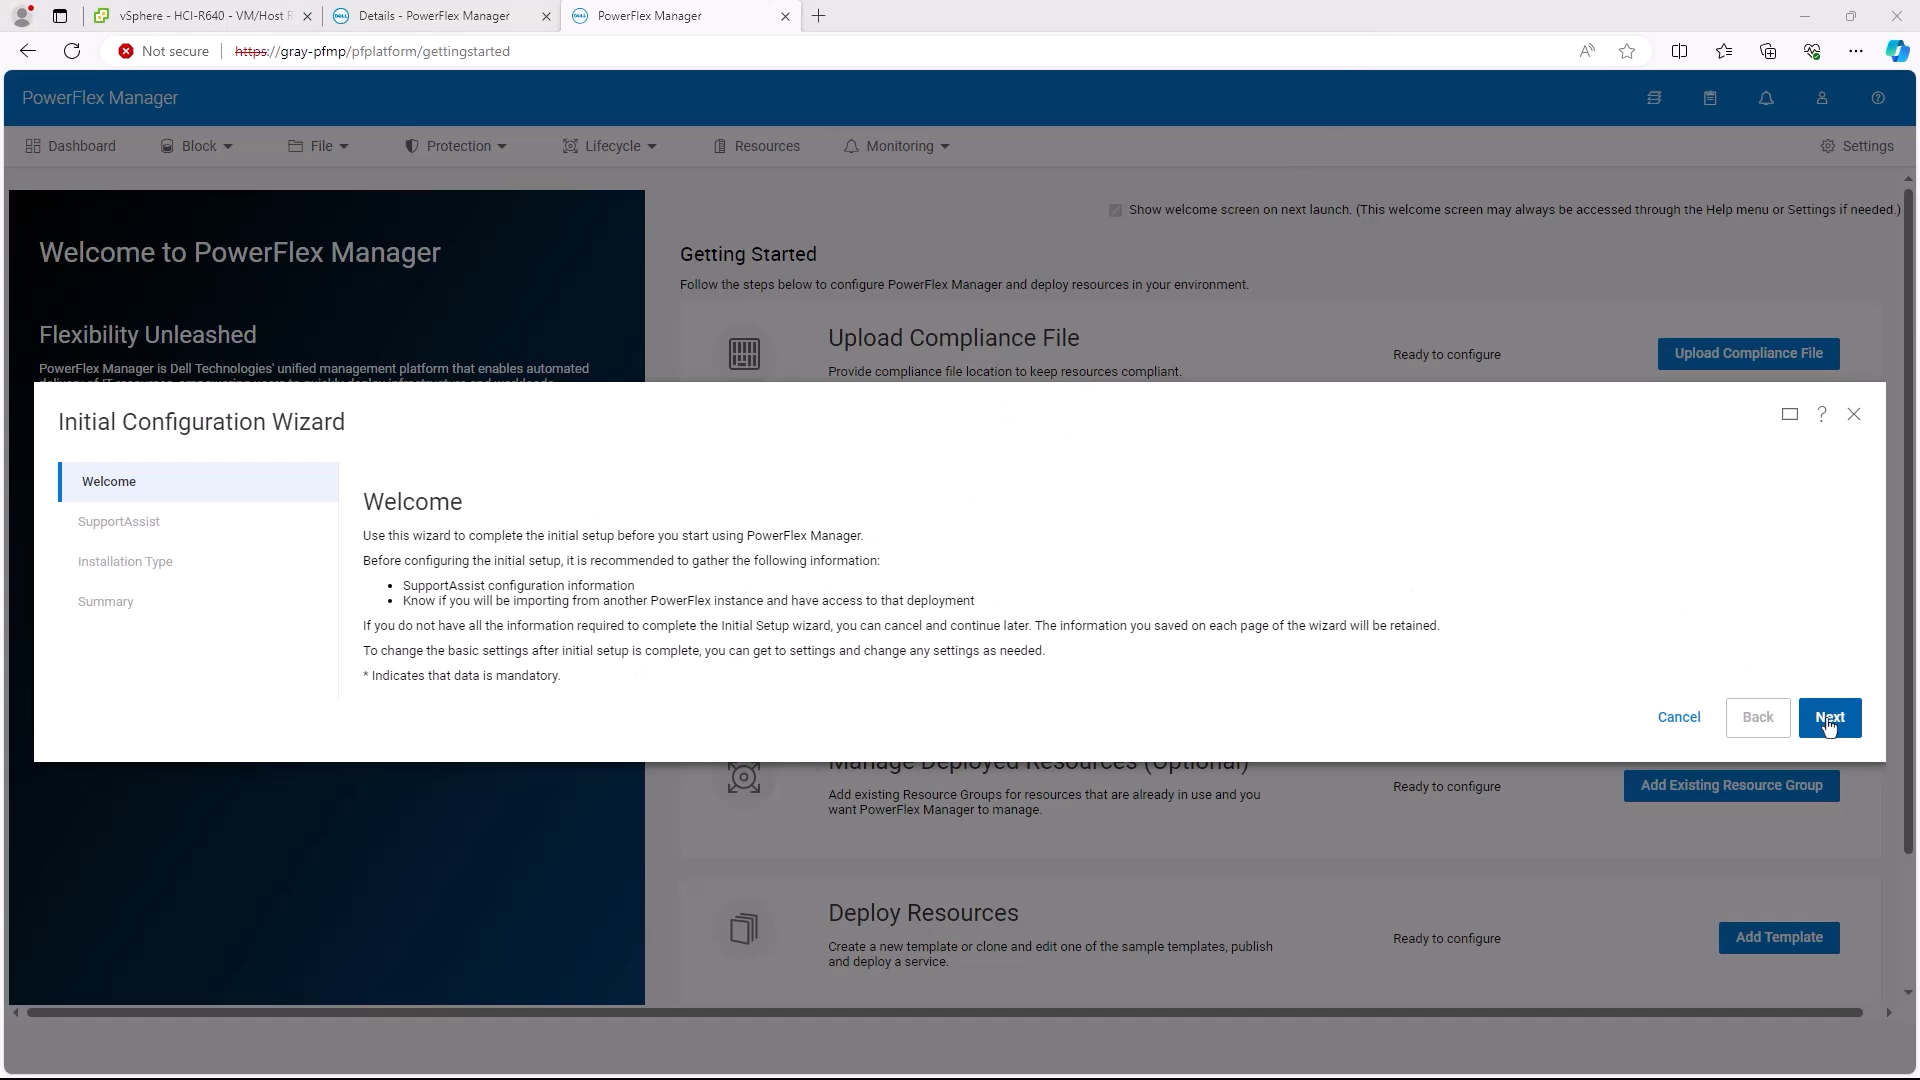 vSphere - HCI-R640 - VM/Host R
Details - PowerFlex Manager
PowerFlex Manager
Not secure
https://gray-pfmp/pfplatform/gettingstarted
PowerFlex Manager
Dashboard
Block
File
Protection
Lifecycle
Resources
Monitoring
Settings
Welcome to PowerFlex Manager
Flexibility Unleashed
PowerFlex Manager is Dell Technologies' unified management platform that enables automated
Show welcome screen on next launch. (This welcome screen may always be accessed through the Help menu or Settings if needed.)
Getting Started
Follow the steps below to configure PowerFlex Manager and deploy resources in your environment.
Upload Compliance File
Provide compliance file location to keep resources compliant.
Ready to configure
Upload Compliance File
Initial Configuration Wizard
Welcome
SupportAssist
Installation Type
Summary
Welcome
Use this wizard to complete the initial setup before you start using PowerFlex Manager.
Before configuring the initial setup, it is recommended to gather the following information:
• SupportAssist configuration information
• Know if you will be importing from another PowerFlex instance and have access to that deployment
If you do not have all the information required to complete the Initial Setup wizard, you can cancel and continue later. The information you saved on each page of the wizard will be retained.
To change the basic settings after initial setup is complete, you can get to settings and change any settings as needed.
* Indicates that data is mandatory.
Cancel
Back
Next
Manage Deployed Resources (Optional)
Add existing Resource Groups for resources that are already in use and you
want PowerFlex Manager to manage.
Ready to configure
Add Existing Resource Group
Deploy Resources
Create a new template or clone and edit one of the sample templates, publish
and deploy a service.
Ready to configure
Add Template